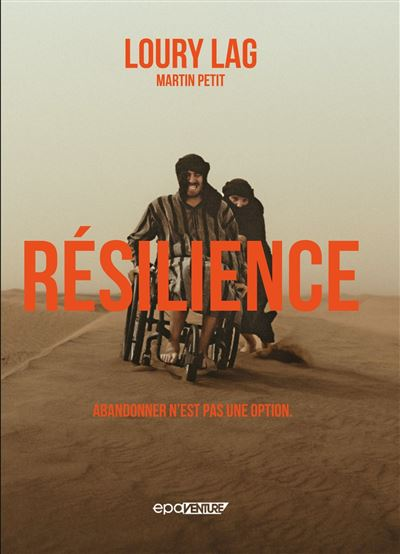 LOURY LAG
MARTIN PETIT
RÉSILIENCE
ABANDONNER N'EST PAS UNE OPTION.
epaVENTURE